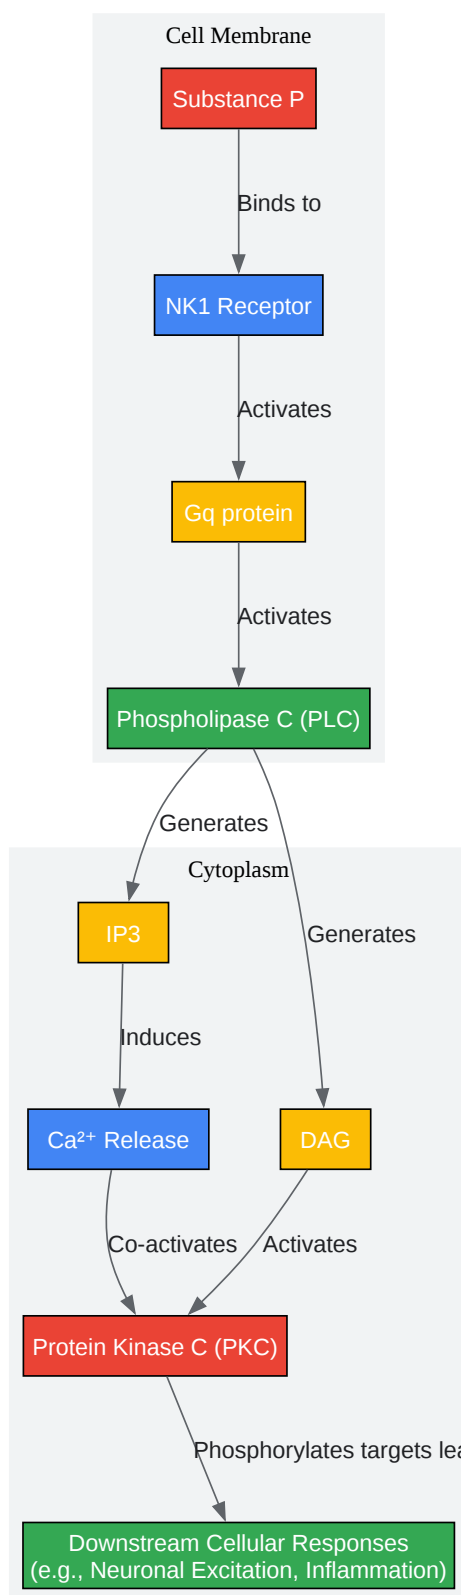 Cell Membrane
Substance P
Binds to
NK1 Receptor
Activates
Gq protein
Activates
Phospholipase C (PLC)
Generates
Cytoplasm
IP3
Generates
Induces
Ca²⁺ Release
DAG
Co-activates
Activates
Protein Kinase C (PKC)
Phosphorylates targets
Downstream Cellular Responses
(e.g., Neuronal Excitation, Inflammation)